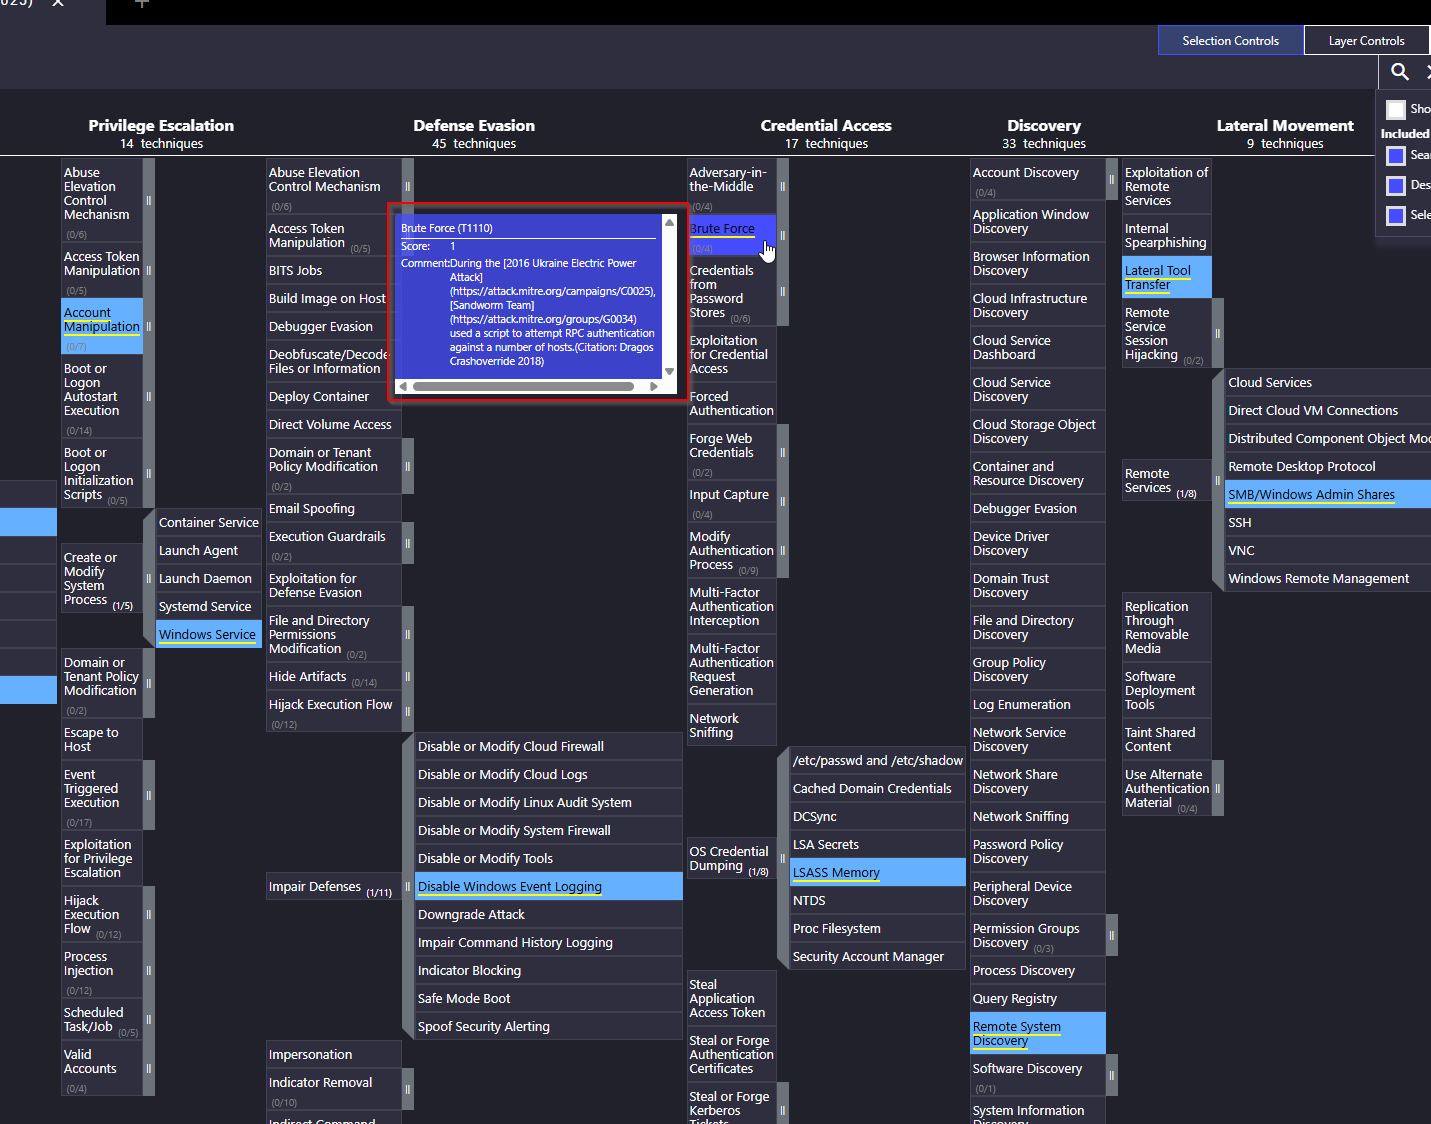 025)
Selection Controls
Layer Controls
Sho
Included
Sea
Des
Sele
Privilege Escalation
14 techniques
Abuse
Elevation
Control
Mechanism
(0/6)
Access Token
Manipulation
(0/5)
Account
Manipulation
(0/7)
Boot or
Logon
Autostart
Execution
(0/14)
Boot or
Logon
Initialization
Scripts (0/5)
Create or
Modify
System
Process (1/5)
Container Service
Launch Agent
Launch Daemon
Systemd Service
Windows Service
Domain or
Tenant Policy
Modification
(0/2)
Escape to
Host
Event
Triggered
Execution
(0/17)
Exploitation
for Privilege
Escalation
Hijack
Execution
Flow (0/12)
Process
Injection
(0/12)
Scheduled
Task/Job (0/5)
Valid
Accounts
(0/4)
Defense Evasion
45 techniques
Abuse Elevation
Control Mechanism
(0/6)
Access Token
Manipulation (0/5)
BITS Jobs
Build Image on Host
Debugger Evasion
Deobfuscate/Decode
Files or Information
Deploy Container
Direct Volume Access
Domain or Tenant
Policy Modification
(0/2)
Email Spoofing
Execution Guardrails
(0/2)
Exploitation for
Defense Evasion
File and Directory
Permissions
Modification (0/2)
Hide Artifacts (0/14)
Hijack Execution Flow
(0/12)
Impair Defenses (1/11)
Disable or Modify Cloud Firewall
Disable or Modify Cloud Logs
Disable or Modify Linux Audit System
Disable or Modify System Firewall
Disable or Modify Tools
Disable Windows Event Logging
Downgrade Attack
Impair Command History Logging
Indicator Blocking
Safe Mode Boot
Spoof Security Alerting
Impersonation
Indicator Removal
(0/10)
Indirect Command
Brute Force (T1110)
Score: 1
Comment:During the [2016 Ukraine Electric Power
Attack]
(https://attack.mitre.org/campaigns/C0025),
[Sandworm Team]
(https://attack.mitre.org/groups/G0034)
used a script to attempt RPC authentication
against a number of hosts.(Citation: Dragos
Crashoverride 2018)
Credential Access
17 techniques
Adversary-in-
the-Middle
(0/4)
Brute Force
(0/4)
Credentials
from
Password
Stores (0/6)
Exploitation
for Credential
Access
Forced
Authentication
Forge Web
Credentials
(0/2)
Input Capture
(0/4)
Modify
Authentication
Process (0/9)
Multi-Factor
Authentication
Interception
Multi-Factor
Authentication
Request
Generation
Network
Sniffing
OS Credential
Dumping (1/8)
/etc/passwd and /etc/shadow
Cached Domain Credentials
DCSync
LSA Secrets
LSASS Memory
NTDS
Proc Filesystem
Security Account Manager
Steal
Application
Access Token
Steal or Forge
Authentication
Certificates
Steal or Forge
Kerberos
Tickets
Discovery
33 techniques
Account Discovery
(0/4)
Application Window
Discovery
Browser Information
Discovery
Cloud Infrastructure
Discovery
Cloud Service
Dashboard
Cloud Service
Discovery
Cloud Storage Object
Discovery
Container and
Resource Discovery
Debugger Evasion
Device Driver
Discovery
Domain Trust
Discovery
File and Directory
Discovery
Group Policy
Discovery
Log Enumeration
Network Service
Discovery
Network Share
Discovery
Network Sniffing
Password Policy
Discovery
Peripheral Device
Discovery
Permission Groups
Discovery (0/3)
Process Discovery
Query Registry
Remote System
Discovery
Software Discovery
(0/1)
System Information
Discovery
Lateral Movement
9 techniques
Exploitation of
Remote
Services
Internal
Spearphishing
Lateral Tool
Transfer
Remote
Service
Session
Hijacking (0/2)
Remote
Services (1/8)
Cloud Services
Direct Cloud VM Connections
Distributed Component Object Mo
Remote Desktop Protocol
SMB/Windows Admin Shares
SSH
VNC
Windows Remote Management
Replication
Through
Removable
Media
Software
Deployment
Tools
Taint Shared
Content
Use Alternate
Authentication
Material (0/4)